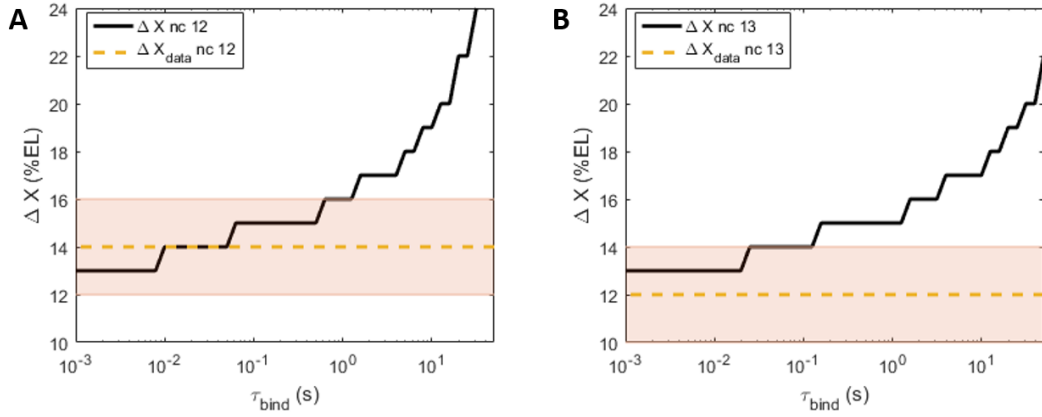 A
Δ X nc 12
Δ X_data nc 12
24
22
20
18
16
14
12
10
Δ X (%EL)
10^-3
10^-2
10^-1
10^0
10^1
τ_bind (s)
B
Δ X nc 13
Δ X_data nc 13
24
22
20
18
16
14
12
10
Δ X (%EL)
10^-3
10^-2
10^-1
10^0
10^1
τ_bind (s)